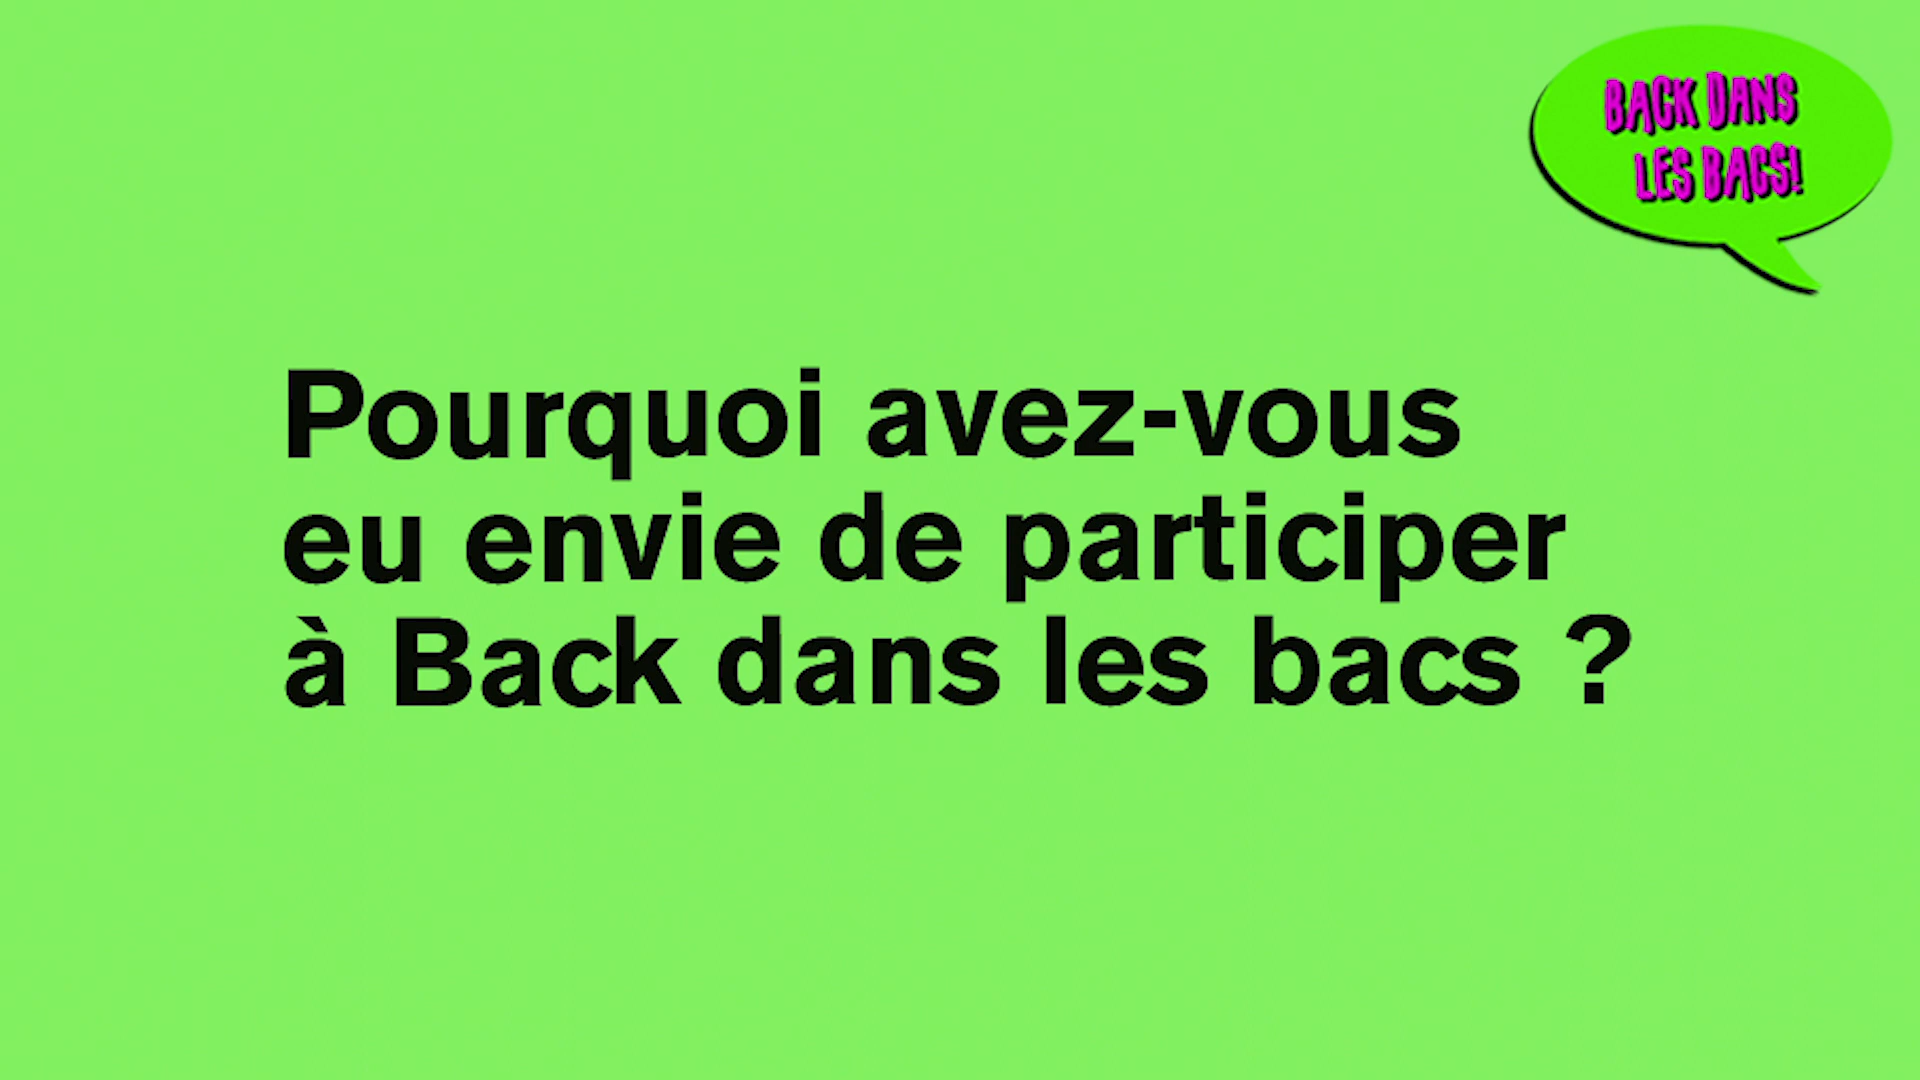 BACK DANS
LES BACS!
Pourquoi avez-vous
eu envie de participer
à Back dans les bacs ?